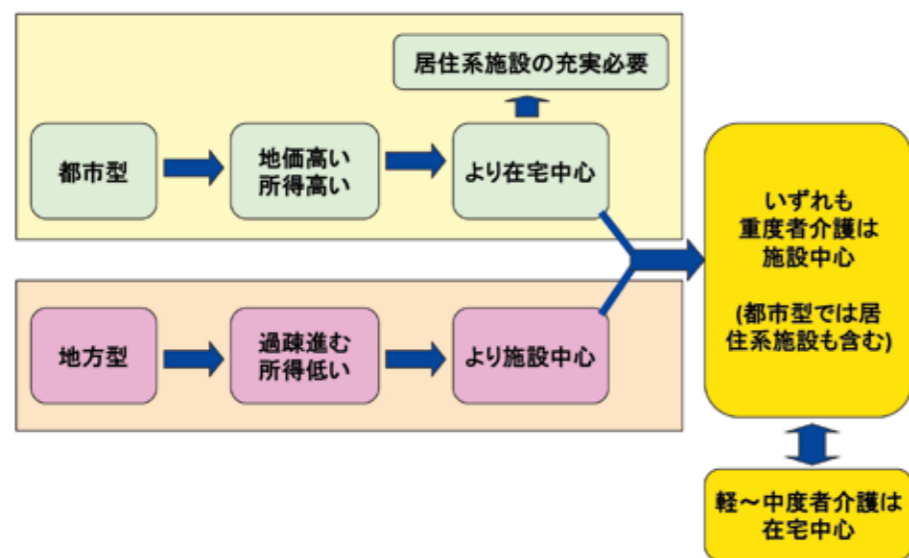 居住系施設の充実必要
都市型
地価高い
所得高い
より在宅中心
地方型
過疎進む
所得低い
より施設中心
いずれも
重度者介護は
施設中心
(都市型では居
住系施設も含む)
軽～中度者介護は
在宅中心